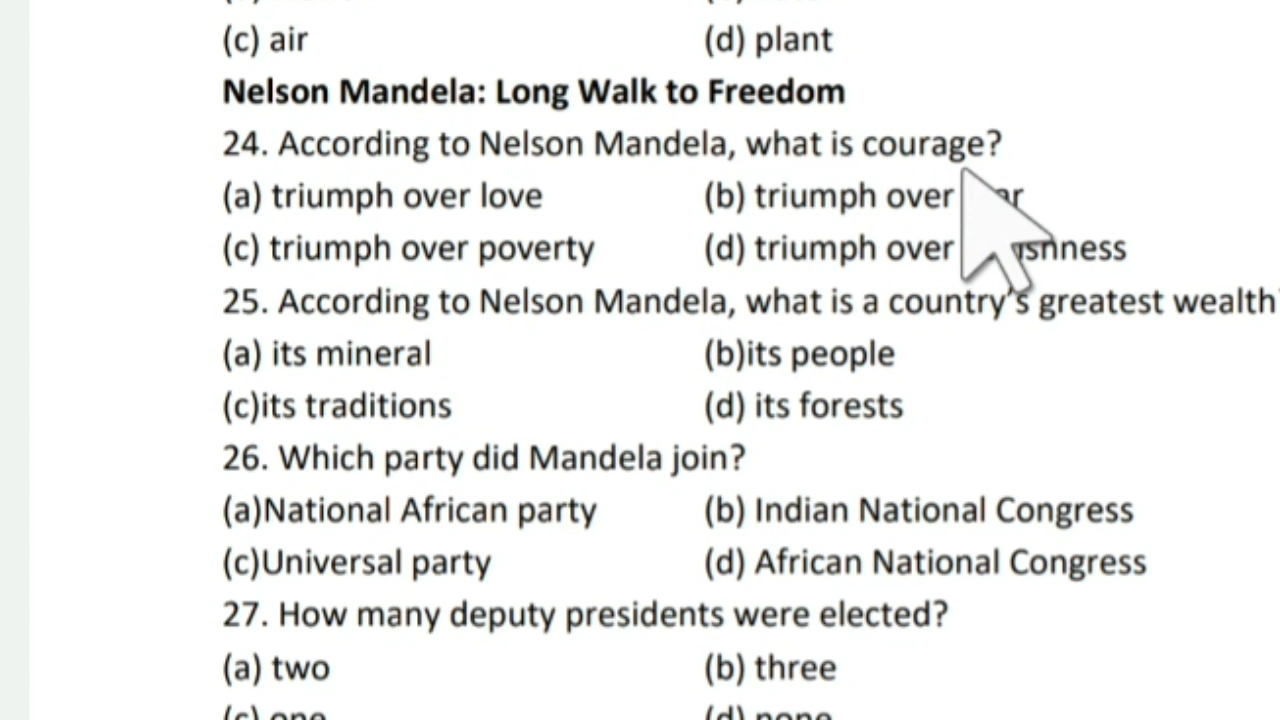 (c) air (d) plant
Nelson Mandela: Long Walk to Freedom
24. According to Nelson Mandela, what is courage?
(a) triumph over love (b) triumph over
(c) triumph over poverty (d) triumph over
25. According to Nelson Mandela, what is a country's greatest wealth
(a) its mineral (b)its people
(c)its traditions (d) its forests
26. Which party did Mandela join?
(a)National African party (b) Indian National Congress
(c)Universal party (d) African National Congress
27. How many deputy presidents were elected?
(a) two (b) three
(c) one (d) none